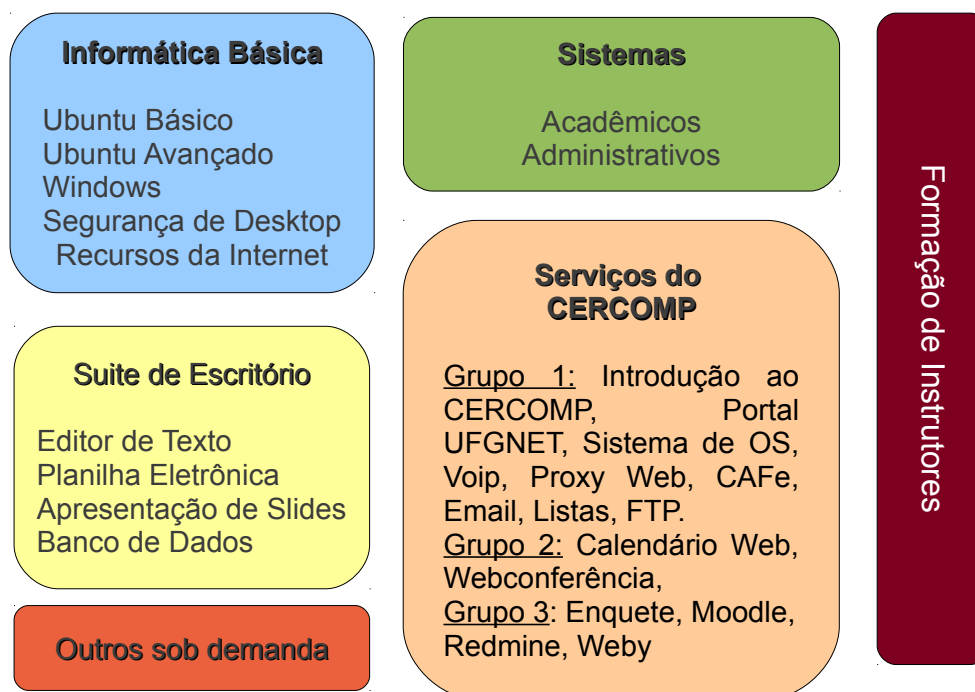 Informática Básica
Ubuntu Básico
Ubuntu Avançado
Windows
Segurança de Desktop
Recursos da Internet
Suite de Escritório
Editor de Texto
Planilha Eletrônica
Apresentação de Slides
Banco de Dados
Outros sob demanda
Sistemas
Acadêmicos
Administrativos
Serviços do
CERCOMP
Grupo 1: Introdução ao
CERCOMP, Portal
UFGNET, Sistema de OS,
Voip, Proxy Web, CAFe,
Email, Listas, FTP.
Grupo 2: Calendário Web,
Webconferência,
Grupo 3: Enquete, Moodle,
Redmine, Weby
Formação de Instrutores